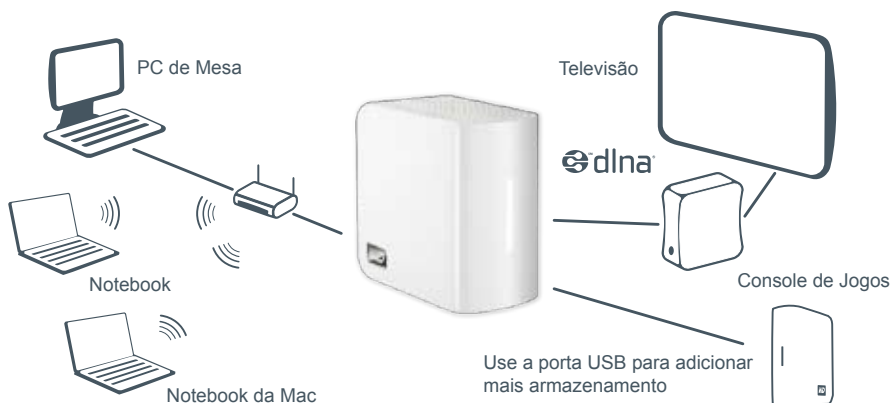 PC de Mesa
Televisão
dlna
Notebook
Console de Jogos
Use a porta USB para adicionar
mais armazenamento
Notebook da Mac